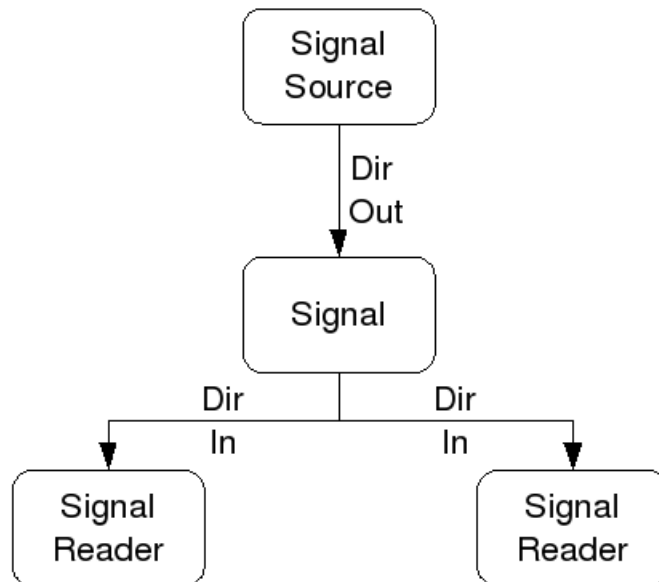 Signal
Source
Dir
Out
Signal
Dir
In
Dir
In
Signal
Reader
Signal
Reader